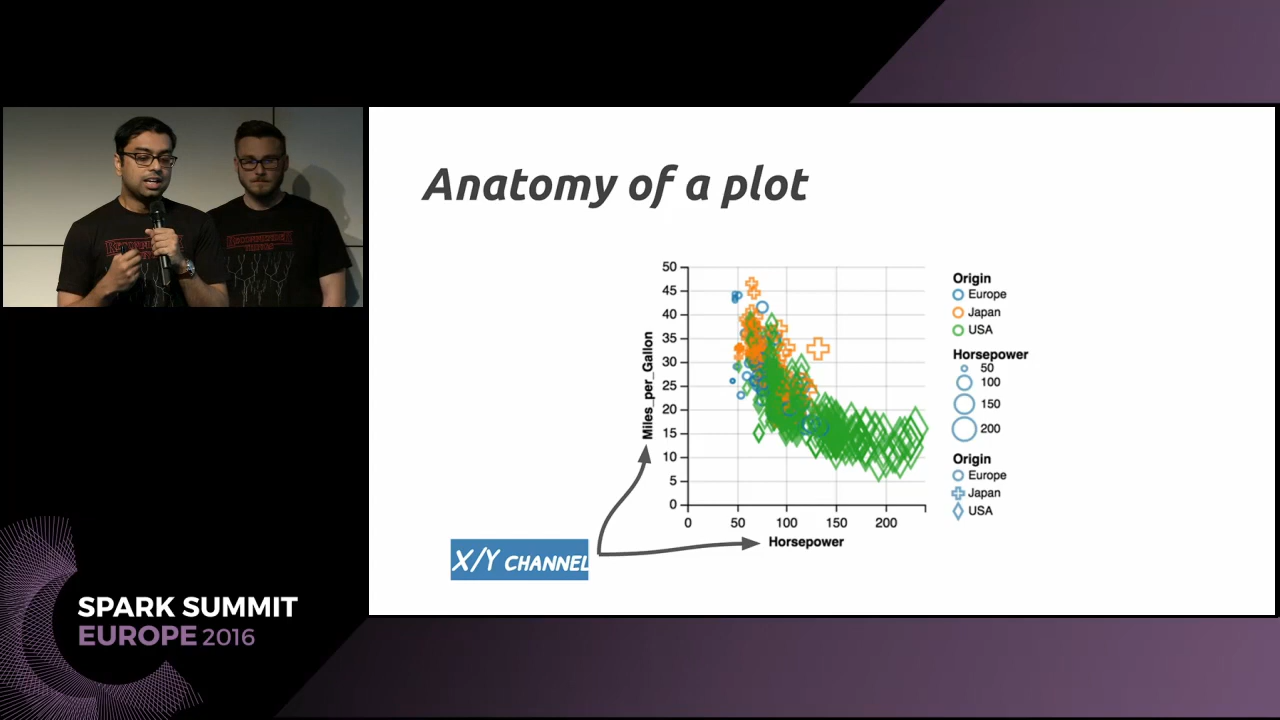 Anatomy of a plot
50
45
40
35
30
25
20
15
10
5
0
Miles_per_Gallon
0 50 100 150 200
Horsepower
Origin
Europe
Japan
USA
Horsepower
50
100
150
200
Origin
Europe
Japan
USA
X/Y CHANNEL
SPARK SUMMIT
EUROPE 2016